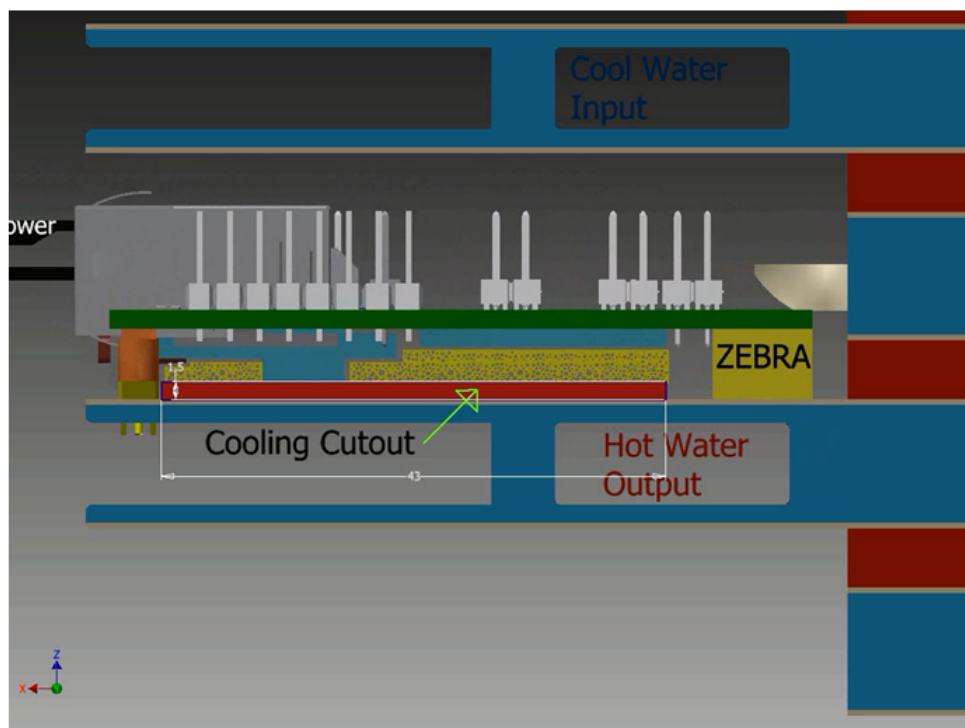 Cool Water
Input
ower
ZEBRA
1,5
Cooling Cutout
Hot Water
Output
43
Z
X